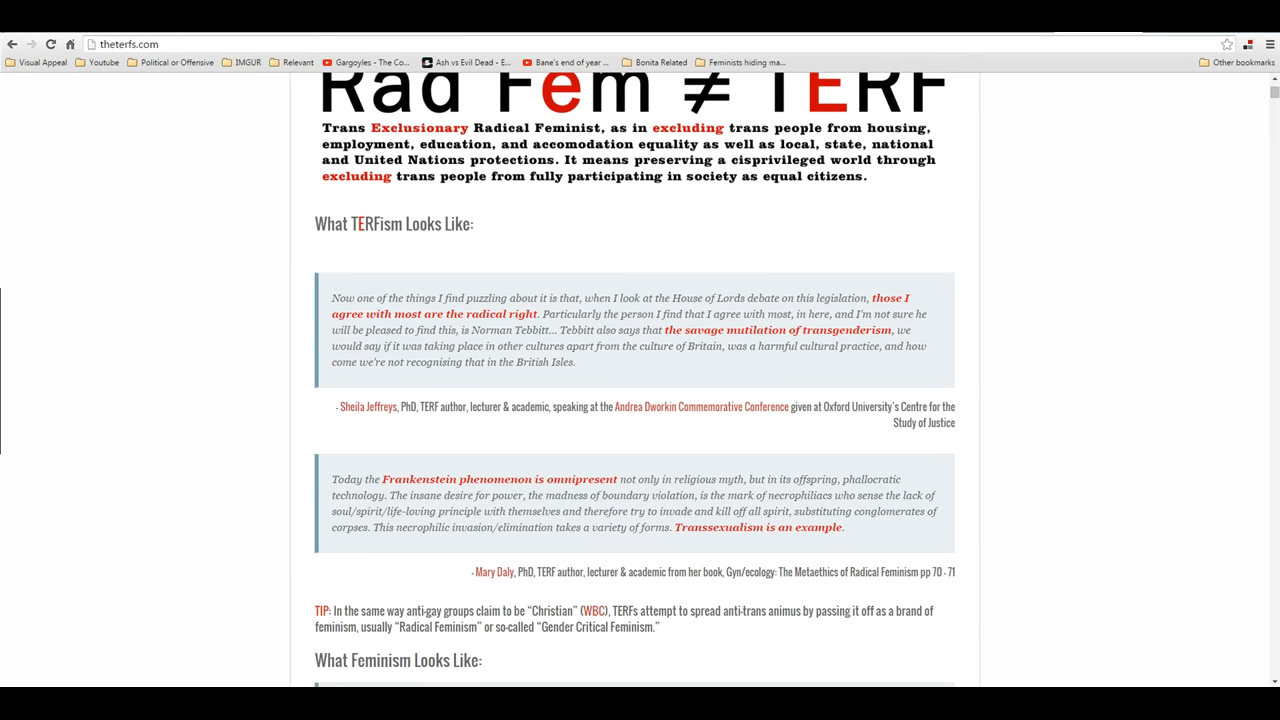 theterfs.com
Visual Appeal Youtube Political or Offensive IMGUR Relevant Gargoyles - The Co... Ash vs Evil Dead - E... Bane's end of year ... Bonita Related Feminists hiding ma... Other bookmarks
Rad Fem ≠ TERF
Trans Exclusionary Radical Feminist, as in excluding trans people from housing,
employment, education, and accomodation equality as well as local, state, national
and United Nations protections. It means preserving a cisprivileged world through
excluding trans people from fully participating in society as equal citizens.
What TERFism Looks Like:
Now one of the things I find puzzling about it is that, when I look at the House of Lords debate on this legislation, those I
agree with most are the radical right. Particularly the person I find that I agree with most, in here, and I'm not sure he
will be pleased to find this, is Norman Tebbitt... Tebbitt also says that the savage mutilation of transgenderism, we
would say if it was taking place in other cultures apart from the culture of Britain, was a harmful cultural practice, and how
come we're not recognising that in the British Isles.
- Sheila Jeffreys, PhD, TERF author, lecturer & academic, speaking at the Andrea Dworkin Commemorative Conference given at Oxford University's Centre for the
Study of Justice
Today the Frankenstein phenomenon is omnipresent not only in religious myth, but in its offspring, phallocratic
technology. The insane desire for power, the madness of boundary violation, is the mark of necrophiliacs who sense the lack of
soul/spirit/life-loving principle with themselves and therefore try to invade and kill off all spirit, substituting conglomerates of
corpses. This necrophilic invasion/elimination takes a variety of forms. Transsexualism is an example.
- Mary Daly, PhD, TERF author, lecturer & academic from her book, Gyn/ecology: The Metaethics of Radical Feminism pp 70 - 71
TIP: In the same way anti-gay groups claim to be “Christian” (WBC), TERFs attempt to spread anti-trans animus by passing it off as a brand of
feminism, usually “Radical Feminism” or so-called “Gender Critical Feminism.”
What Feminism Looks Like: